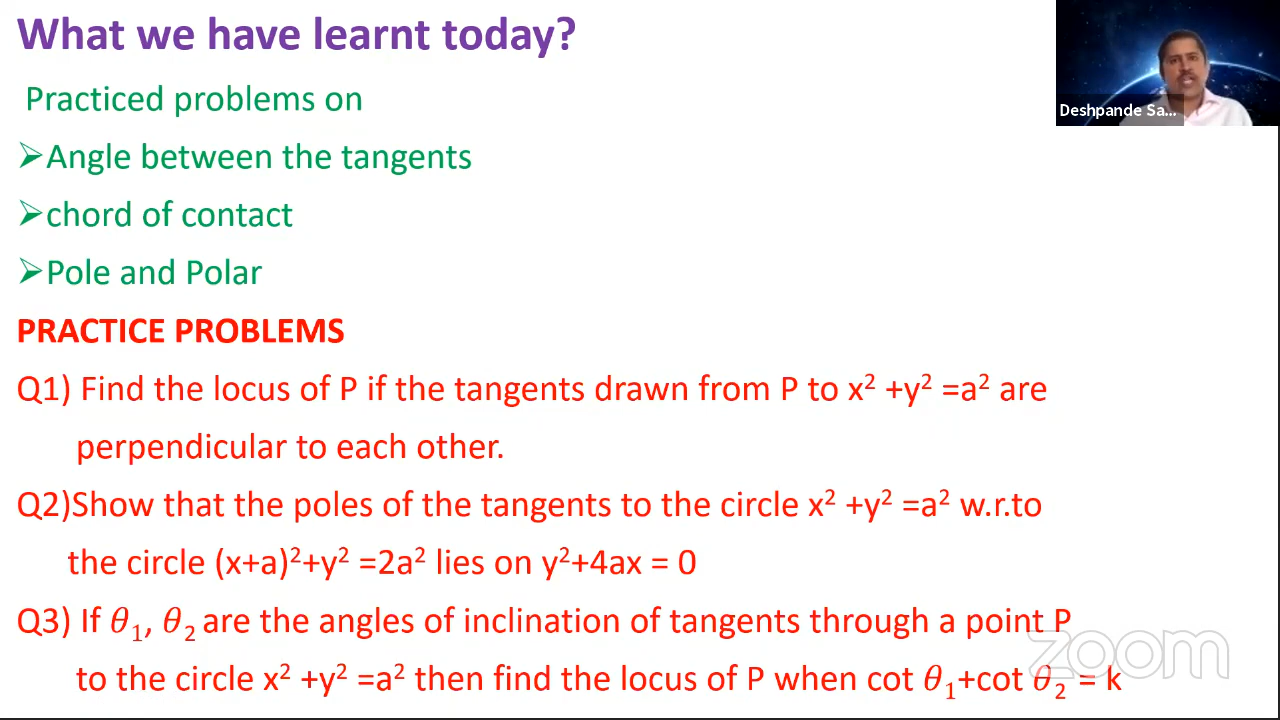 What we have learnt today?
Deshpande Sa...
Practiced problems on
➢Angle between the tangents
➢chord of contact
➢Pole and Polar
PRACTICE PROBLEMS
Q1) Find the locus of P if the tangents drawn from P to x² +y² =a² are
perpendicular to each other.
Q2)Show that the poles of the tangents to the circle x² +y² =a² w.r.to
the circle (x+a)²+y² =2a² lies on y²+4ax = 0
Q3) If θ₁, θ₂ are the angles of inclination of tangents through a point P
to the circle x² +y² =a² then find the locus of P when cot θ₁+cot θ₂ = k
zoom